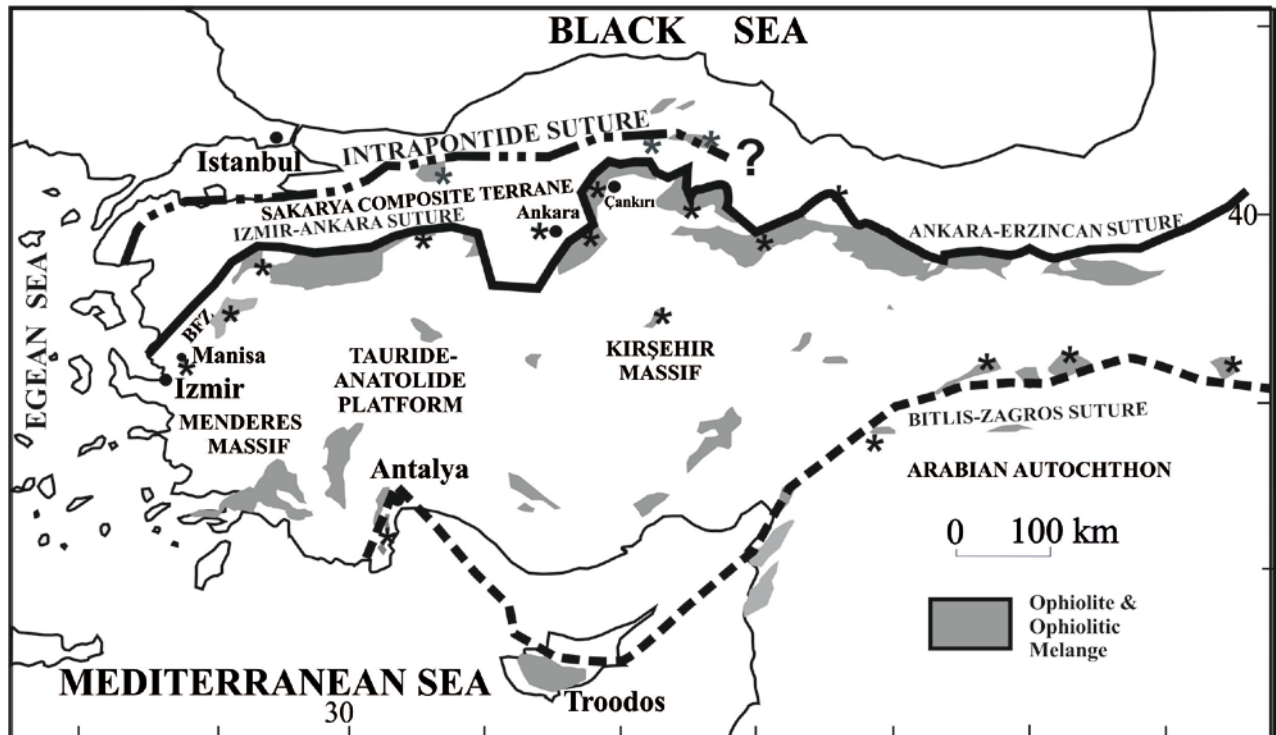 BLACK SEA
INTRAPONTIDE SUTURE
?
Istanbul
SAKARYA COMPOSITE TERRANE
IZMIR-ANKARA SUTURE
Ankara
Çankırı
ANKARA-ERZINCAN SUTURE
40
EGEAN SEA
BFZ
Manisa
Izmir
MENDERES
MASSIF
TAURIDE-
ANATOLIDE
PLATFORM
KIRŞEHIR
MASSIF
BITLIS-ZAGROS SUTURE
ARABIAN AUTOCHTHON
Antalya
0 100 km
Ophiolite &
Ophiolitic
Melange
MEDITERRANEAN SEA
Troodos
30